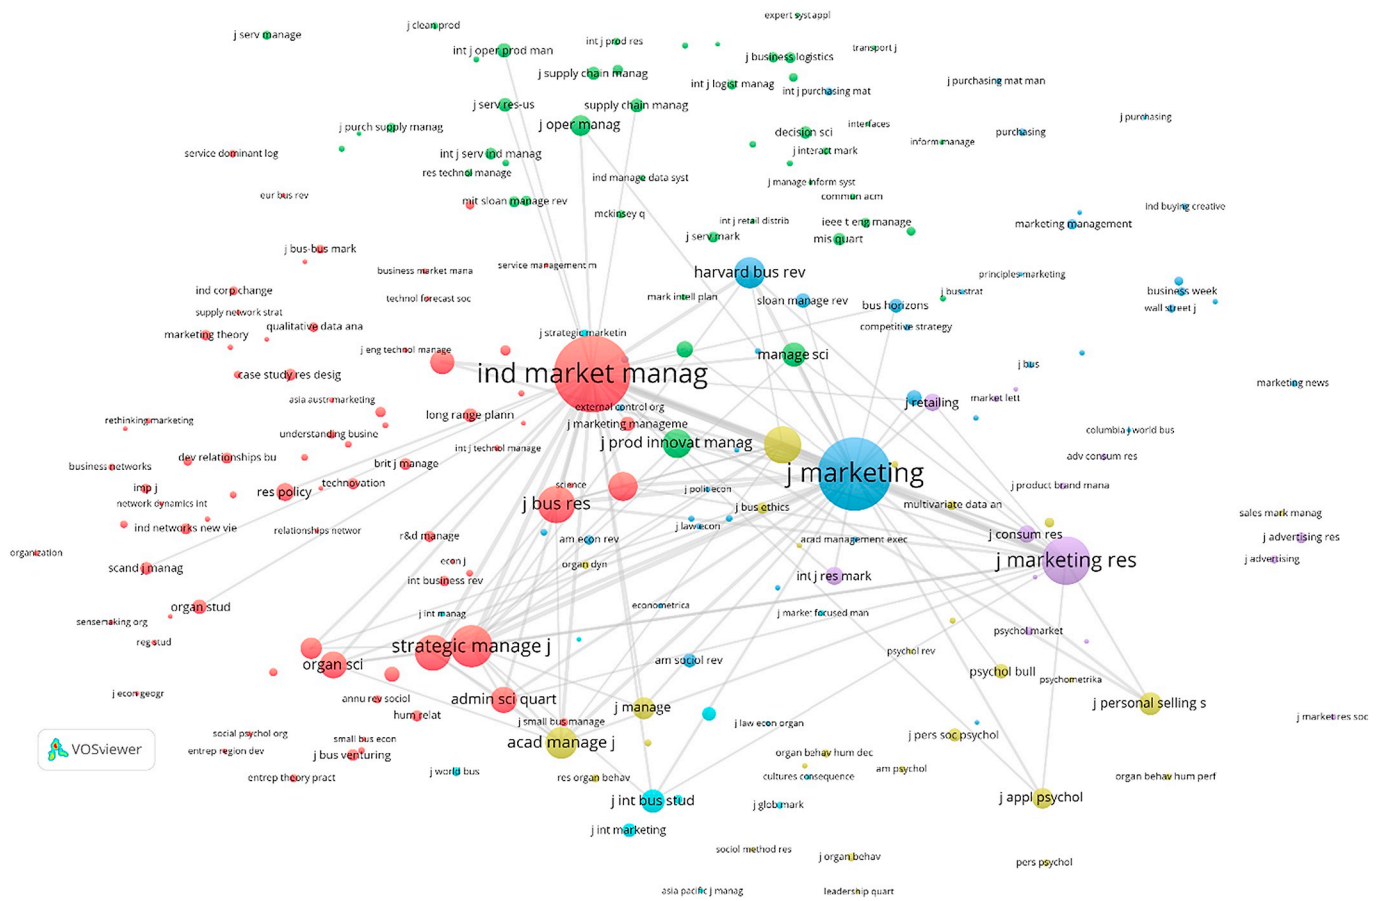 expert syst appl
j clean prod
j serv manage
int j prod res
int j oper prod man
transport j
j business logistics
j supply chain manag
int j logist manag
j purchasing mat man
int j purchasing mat
j serv res-us
supply chain manag
j purchasing
j oper manag
interfaces
j purch supply manag
decision sci
purchasing
inform manage
j interact mark
service dominant log
int j serv ind manag
res technol manage
ind manage data syst
j manage inform syst
eur bus rev
commun acm
mit sloan manage rev
ind buying creative
mckinsey q
int j retail distrib
ieee t eng manage
marketing management
j serv mark
mis quart
j bus-bus mark
service management m
business market mana
harvard bus rev
principles-marketing
ind corp change
technol forecast soc
mark intell plan
sloan manage rev
j bus strat
business week
bus horizons
wall street j
supply network strat
qualitative data ana
competitive strategy
marketing theory
j strategic marketin
j eng technol manage
manage sci
j bus
case study res desig
ind market manag
marketing news
asia austr marketing
external control org
j retailing
market lett
rethinking marketing
long range plann
j marketing manageme
columbia j world bus
understanding busine
int j technol manage
j prod innovat manag
dev relationships bu
brit j manage
adv consum res
business networks
j marketing
imp j
res policy
technovation
science
j polit econ
j product brand mana
network dynamics int
j bus res
j bus ethics
multivariate data an
sales mark manag
ind networks new vie
relationships networ
r&d manage
am econ rev
j law econ
acad management exec
j consum res
j advertising res
organization
scand j manag
econ j
organ dyn
j marketing res
j advertising
int business rev
int j res mark
organ stud
j int manag
econometrica
j market focused man
sensemaking org
psychol market
reg stud
strategic manage j
psychol rev
organ sci
am sociol rev
psychol bull
psychometrika
j econ geogr
annu rev sociol
admin sci quart
j manage
j personal selling s
hum relat
j small bus manage
j law econ organ
j market res soc
social psychol org
small bus econ
acad manage j
j pers soc psychol
VOSviewer
entrep region dev
j bus venturing
organ behav hum dec
j world bus
am psychol
entrep theory pract
res organ behav
cultures consequence
organ behav hum perf
j int bus stud
j glob mark
j appl psychol
j int marketing
sociol method res
j organ behav
pers psychol
asia pacific j manag
leadership quart